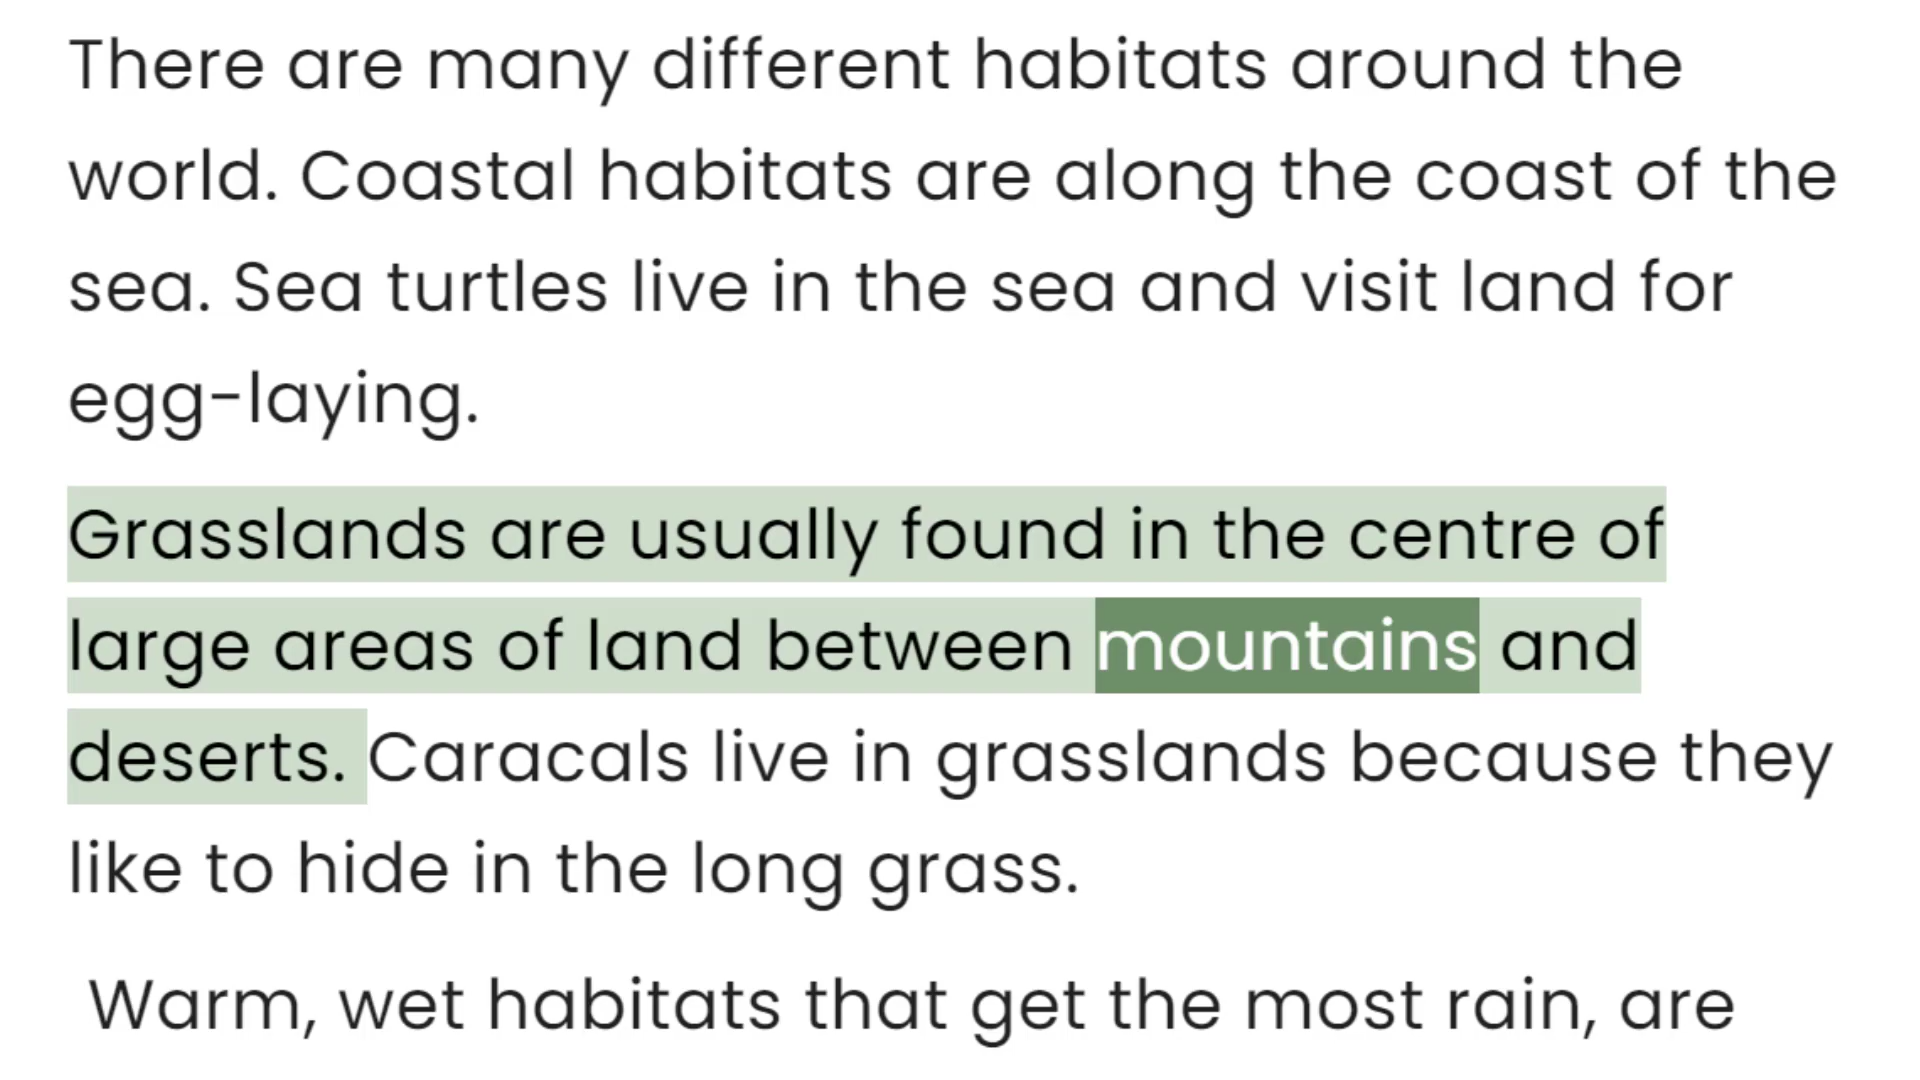 There are many different habitats around the
world. Coastal habitats are along the coast of the
sea. Sea turtles live in the sea and visit land for
egg-laying.
Grasslands are usually found in the centre of
large areas of land between mountains and
deserts. Caracals live in grasslands because they
like to hide in the long grass.
Warm, wet habitats that get the most rain, are